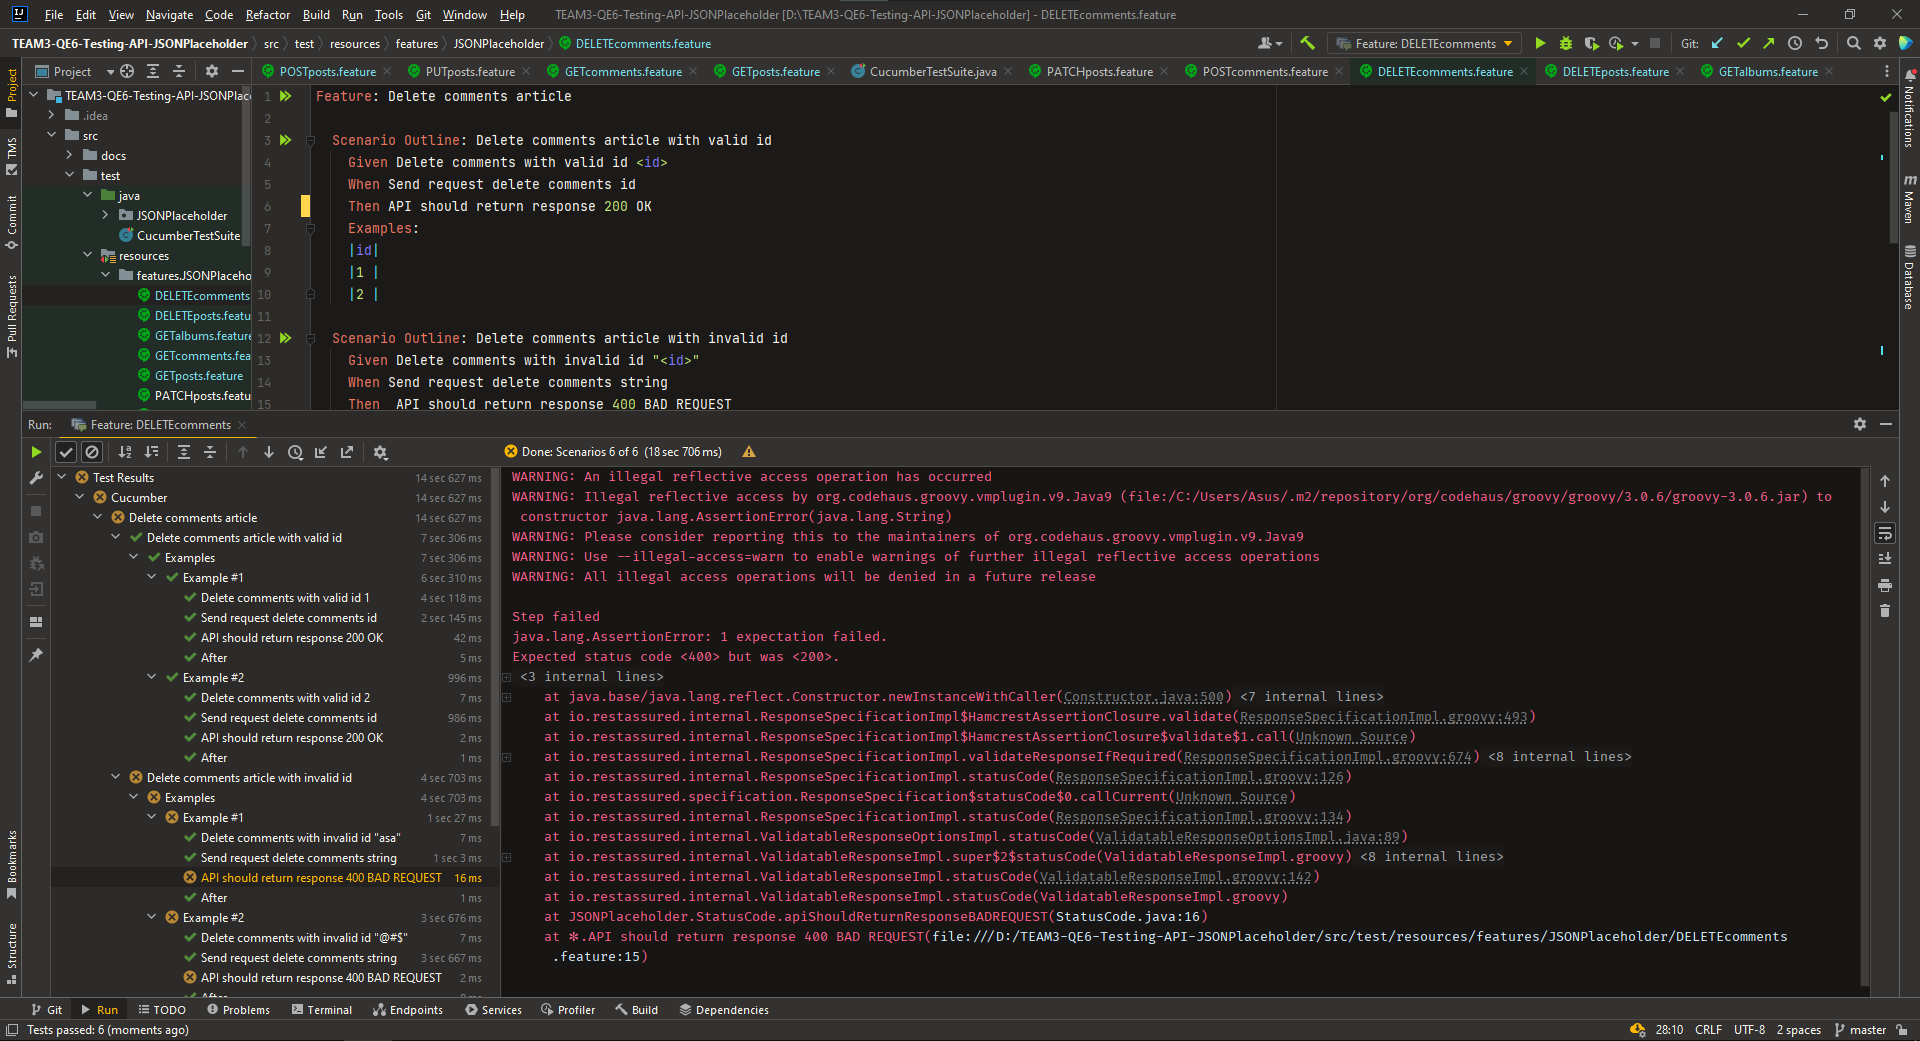 File Edit View Navigate Code Refactor Build Run Tools Git Window Help TEAM3-QE6-Testing-API-JSONPlaceholder [D:\TEAM3-QE6-Testing-API-JSONPlaceholder] - DELETEcomments.feature
TEAM3-QE6-Testing-API-JSONPlaceholder src test resources features JSONPlaceholder DELETEcomments.feature
Feature: DELETEcomments Git:
Project POSTposts.feature PUTposts.feature GETcomments.feature GETposts.feature CucumberTestSuite.java PATCHposts.feature POSTcomments.feature DELETEcomments.feature DELETEposts.feature GETalbums.feature
Project
TMS
Commit
Pull Requests
Bookmarks
Structure
Notifications
Maven
Database
TEAM3-QE6-Testing-API-JSONPlac
.idea
src
docs
test
java
JSONPlaceholder
CucumberTestSuite
resources
features.JSONPlaceho
DELETEcomments
DELETEposts.featu
GETalbums.feature
GETcomments.fea
GETposts.feature
PATCHposts.featu
1 Feature: Delete comments article
2
3 Scenario Outline: Delete comments article with valid id
4 Given Delete comments with valid id <id>
5 When Send request delete comments id
6 Then API should return response 200 OK
7 Examples:
8 |id|
9 |1 |
10 |2 |
11
12 Scenario Outline: Delete comments article with invalid id
13 Given Delete comments with invalid id "<id>"
14 When Send request delete comments string
15 Then  API should return response 400 BAD REQUEST
Run: Feature: DELETEcomments
Done: Scenarios 6 of 6 (18 sec 706 ms)
Test Results 14 sec 627 ms
Cucumber 14 sec 627 ms
Delete comments article 14 sec 627 ms
Delete comments article with valid id 7 sec 306 ms
Examples 7 sec 306 ms
Example #1 6 sec 310 ms
Delete comments with valid id 1 4 sec 118 ms
Send request delete comments id 2 sec 145 ms
API should return response 200 OK 42 ms
After 5 ms
Example #2 996 ms
Delete comments with valid id 2 7 ms
Send request delete comments id 986 ms
API should return response 200 OK 2 ms
After 1 ms
Delete comments article with invalid id 4 sec 703 ms
Examples 4 sec 703 ms
Example #1 1 sec 27 ms
Delete comments with invalid id "asa" 7 ms
Send request delete comments string 1 sec 3 ms
API should return response 400 BAD REQUEST 16 ms
After 1 ms
Example #2 3 sec 676 ms
Delete comments with invalid id "@#$" 7 ms
Send request delete comments string 3 sec 667 ms
API should return response 400 BAD REQUEST 2 ms
WARNING: An illegal reflective access operation has occurred
WARNING: Illegal reflective access by org.codehaus.groovy.vmplugin.v9.Java9 (file:/C:/Users/Asus/.m2/repository/org/codehaus/groovy/groovy/3.0.6/groovy-3.0.6.jar) to
constructor java.lang.AssertionError(java.lang.String)
WARNING: Please consider reporting this to the maintainers of org.codehaus.groovy.vmplugin.v9.Java9
WARNING: Use --illegal-access=warn to enable warnings of further illegal reflective access operations
WARNING: All illegal access operations will be denied in a future release
Step failed
java.lang.AssertionError: 1 expectation failed.
Expected status code <400> but was <200>.
<3 internal lines>
at java.base/java.lang.reflect.Constructor.newInstanceWithCaller(Constructor.java:500) <7 internal lines>
at io.restassured.internal.ResponseSpecificationImpl$HamcrestAssertionClosure.validate(ResponseSpecificationImpl.groovy:493)
at io.restassured.internal.ResponseSpecificationImpl$HamcrestAssertionClosure$validate$1.call(Unknown Source)
at io.restassured.internal.ResponseSpecificationImpl.validateResponseIfRequired(ResponseSpecificationImpl.groovy:674) <8 internal lines>
at io.restassured.internal.ResponseSpecificationImpl.statusCode(ResponseSpecificationImpl.groovy:126)
at io.restassured.specification.ResponseSpecification$statusCode$0.callCurrent(Unknown Source)
at io.restassured.internal.ResponseSpecificationImpl.statusCode(ResponseSpecificationImpl.groovy:134)
at io.restassured.internal.ValidatableResponseOptionsImpl.statusCode(ValidatableResponseOptionsImpl.java:89)
at io.restassured.internal.ValidatableResponseImpl.super$2$statusCode(ValidatableResponseImpl.groovy) <8 internal lines>
at io.restassured.internal.ValidatableResponseImpl.statusCode(ValidatableResponseImpl.groovy:142)
at io.restassured.internal.ValidatableResponseImpl.statusCode(ValidatableResponseImpl.groovy)
at JSONPlaceholder.StatusCode.apiShouldReturnResponseBADREQUEST(StatusCode.java:16)
at ✽.API should return response 400 BAD REQUEST(file:///D:/TEAM3-QE6-Testing-API-JSONPlaceholder/src/test/resources/features/JSONPlaceholder/DELETEcomments
.feature:15)
Git Run TODO Problems Terminal Endpoints Services Profiler Build Dependencies
Tests passed: 6 (moments ago) 28:10 CRLF UTF-8 2 spaces master